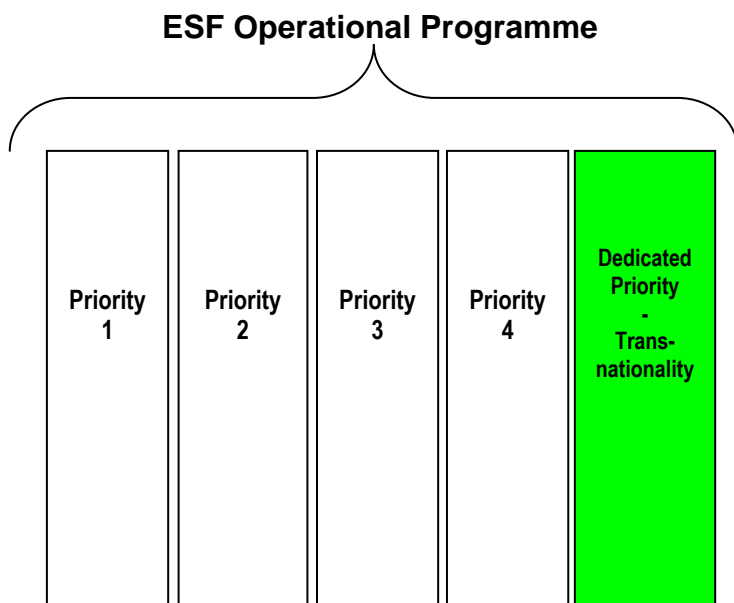 ESF Operational Programme
Priority
1
Priority
2
Priority
3
Priority
4
Dedicated
Priority
-
Trans-
nationality